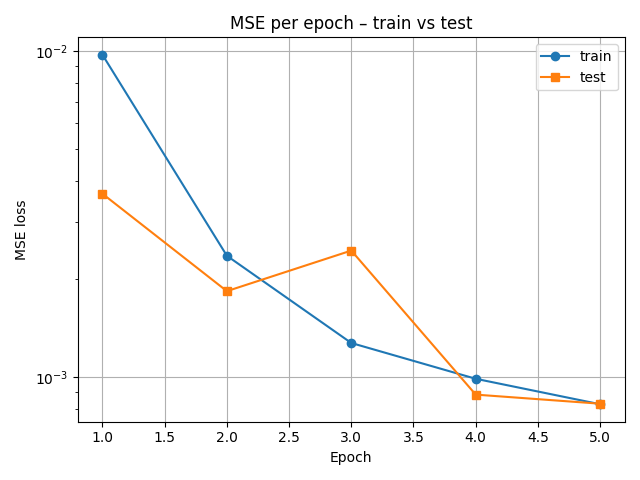 MSE per epoch – train vs test
train
test
10⁻²
10⁻³
MSE loss
1.0 1.5 2.0 2.5 3.0 3.5 4.0 4.5 5.0
Epoch